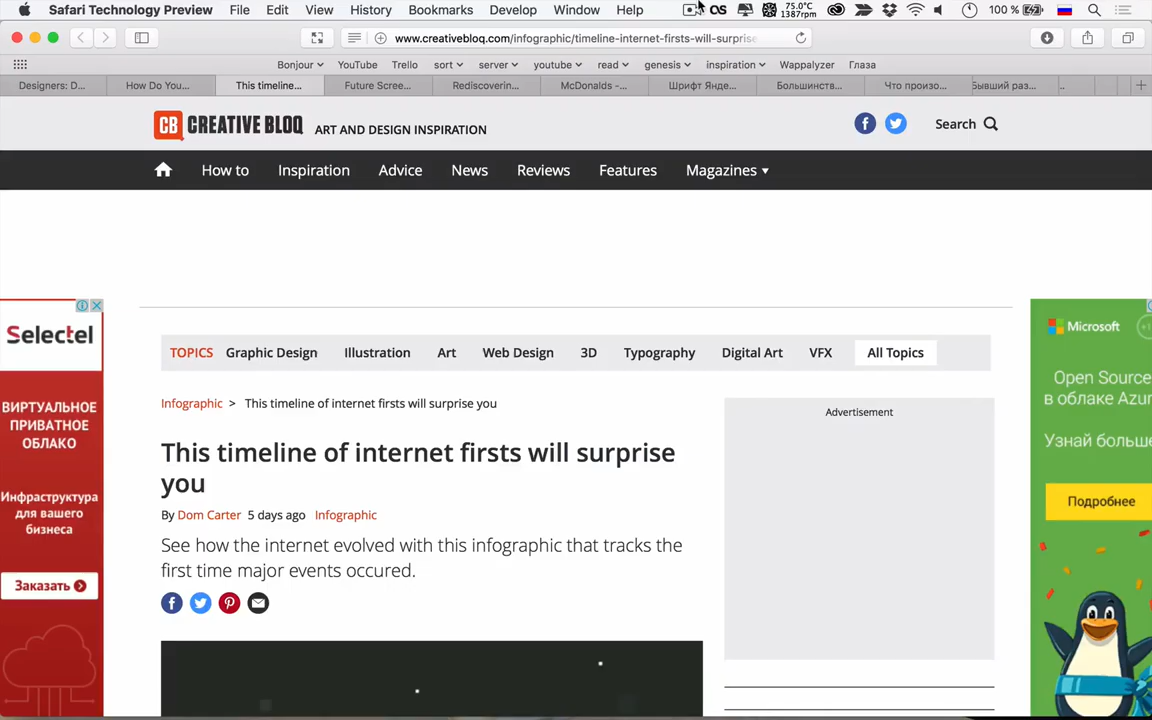 Safari Technology Preview File Edit View History Bookmarks Develop Window Help
OS 75.0°C 1387rpm 100 %
www.creativebloq.com/infographic/timeline-internet-firsts-will-surprise
Bonjour YouTube Trello sort server youtube read genesis inspiration Wappalyzer Глаза
Designers: D... How Do You... This timeline... Future Scree... Rediscoverin... McDonalds -... Шрифт Янде... Большинств... Что произо... Бывший раз...
CB CREATIVE BLOQ ART AND DESIGN INSPIRATION
Search
How to Inspiration Advice News Reviews Features Magazines
TOPICS Graphic Design Illustration Art Web Design 3D Typography Digital Art VFX All Topics
Infographic > This timeline of internet firsts will surprise you
This timeline of internet firsts will surprise
you
By Dom Carter 5 days ago Infographic
See how the internet evolved with this infographic that tracks the
first time major events occured.
Advertisement
Selectel
ВИРТУАЛЬНОЕ
ПРИВАТНОЕ
ОБЛАКО
Инфраструктура
для вашего
бизнеса
Заказать
Microsoft
Open Source
в облаке Azur
Узнай больше
Подробнее